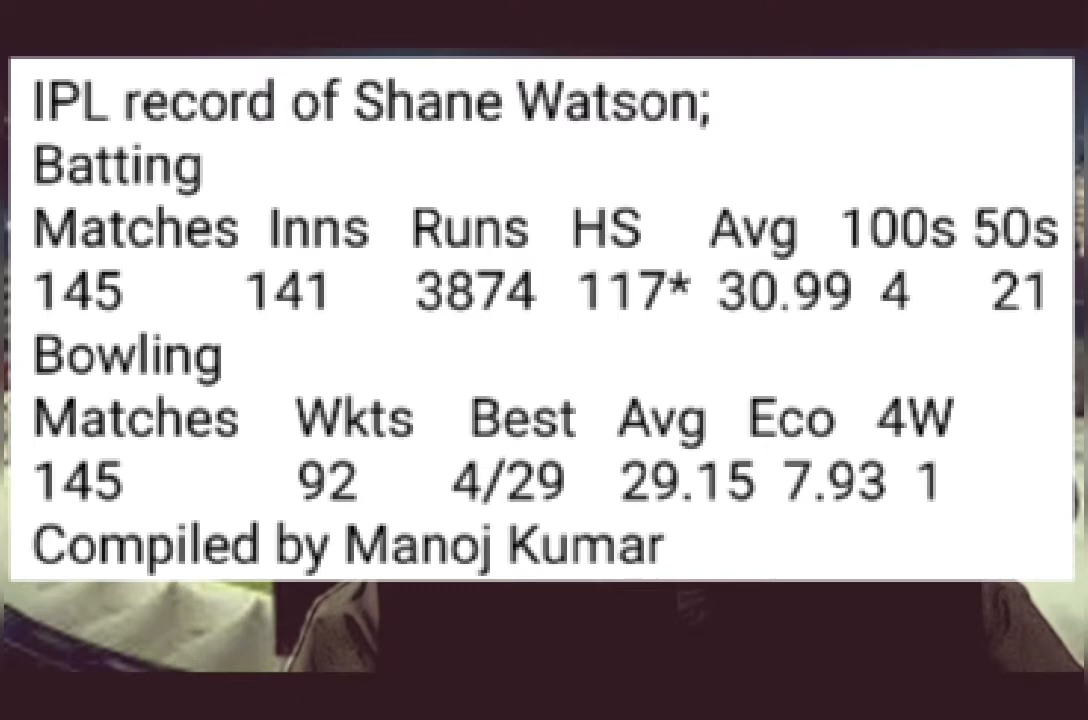 IPL record of Shane Watson;
Batting
Matches Inns Runs HS Avg 100s 50s
145 141 3874 117* 30.99 4 21
Bowling
Matches Wkts Best Avg Eco 4W
145 92 4/29 29.15 7.93 1
Compiled by Manoj Kumar